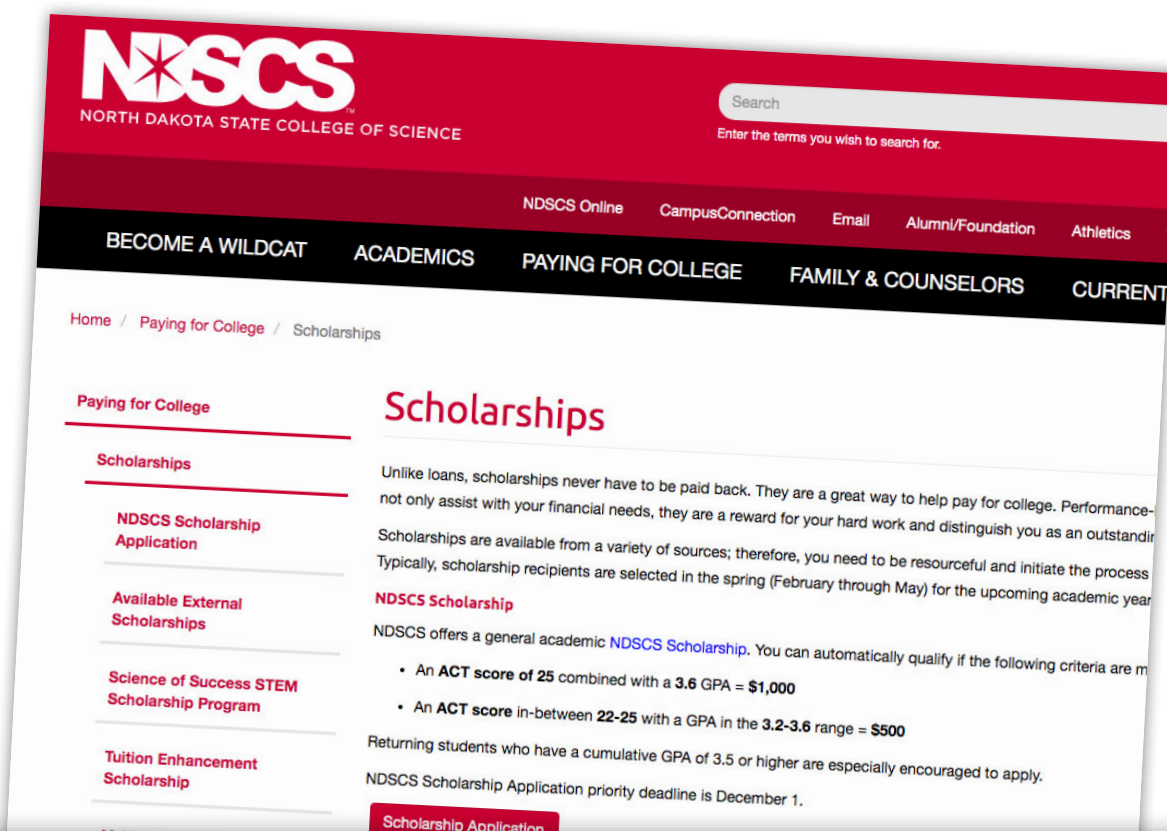 NDSCS
NORTH DAKOTA STATE COLLEGE OF SCIENCE
Search
Enter the terms you wish to search for.
NDSCS Online CampusConnection Email Alumni/Foundation Athletics
BECOME A WILDCAT ACADEMICS PAYING FOR COLLEGE FAMILY & COUNSELORS CURRENT
Home / Paying for College / Scholarships
Paying for College
Scholarships
NDSCS Scholarship
Application
Available External
Scholarships
Science of Success STEM
Scholarship Program
Tuition Enhancement
Scholarship
Scholarships
Unlike loans, scholarships never have to be paid back. They are a great way to help pay for college. Performance-
not only assist with your financial needs, they are a reward for your hard work and distinguish you as an
Scholarships are available from a variety of sources; therefore, you need to be resourceful and initiate the process
Typically, scholarship recipients are selected in the spring (February through May) for the upcoming academic year
NDSCS Scholarship
NDSCS offers a general academic NDSCS Scholarship. You can automatically qualify if the following criteria are
• An ACT score of 25 combined with a 3.6 GPA = $1,000
• An ACT score in-between 22-25 with a GPA in the 3.2-3.6 range = $500
Returning students who have a cumulative GPA of 3.5 or higher are especially encouraged to apply.
NDSCS Scholarship Application priority deadline is December 1.
Scholarship Application